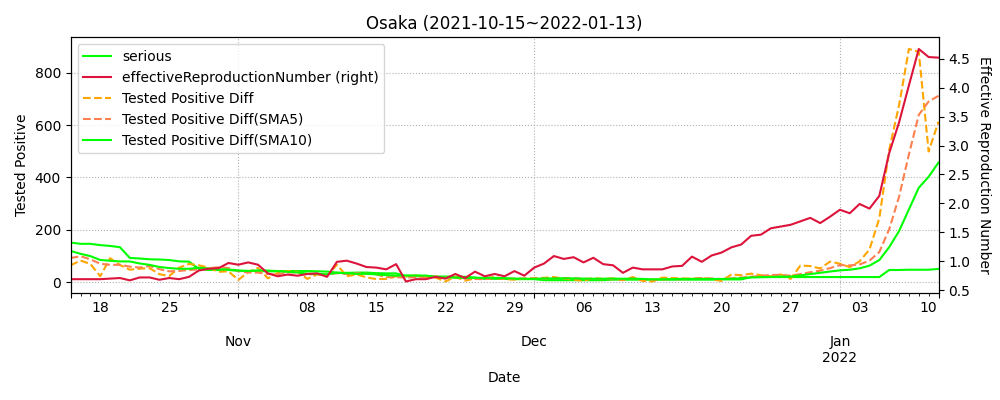 Osaka (2021-10-15~2022-01-13)
serious
effectiveReproductionNumber (right)
Tested Positive Diff
Tested Positive Diff(SMA5)
Tested Positive Diff(SMA10)
Tested Positive
800
600
400
200
0
4.5
4.0
3.5
3.0
2.5
2.0
1.5
1.0
0.5
Effective Reproduction Number
18 25 08 15 22 29 06 13 20 27 03 10
Nov Dec Jan
2022
Date